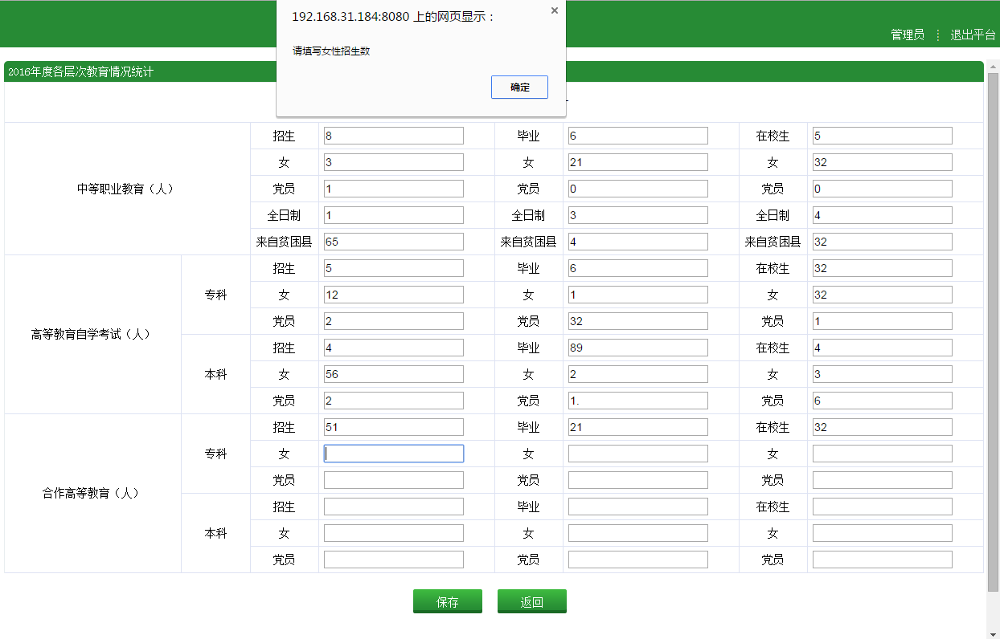 192.168.31.184:8080 上的网页显示：
×
请填写女性招生数
确定
管理员 ┊ 退出平台
2016年度各层次教育情况统计
中等职业教育（人）
招生 8 毕业 6 在校生 5
女 3 女 21 女 32
党员 1 党员 0 党员 0
全日制 1 全日制 3 全日制 4
来自贫困县 65 来自贫困县 4 来自贫困县 32
高等教育自学考试（人）
专科
招生 5 毕业 6 在校生 32
女 12 女 1 女 32
党员 2 党员 32 党员 1
本科
招生 4 毕业 89 在校生 4
女 56 女 2 女 3
党员 2 党员 1. 党员 6
合作高等教育（人）
专科
招生 51 毕业 21 在校生 32
女 女 女
党员 党员 党员
本科
招生 毕业 在校生
女 女 女
党员 党员 党员
保存 返回